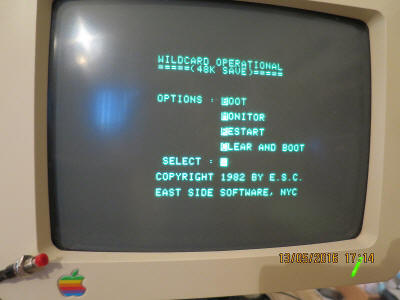 WILDCARD OPERATIONAL
=====(48K SAVE)=====
OPTIONS : BOOT
MONITOR
RESTART
CLEAR AND BOOT
SELECT :
COPYRIGHT 1982 BY E.S.C.
EAST SIDE SOFTWARE, NYC
13/05/2016 17:14